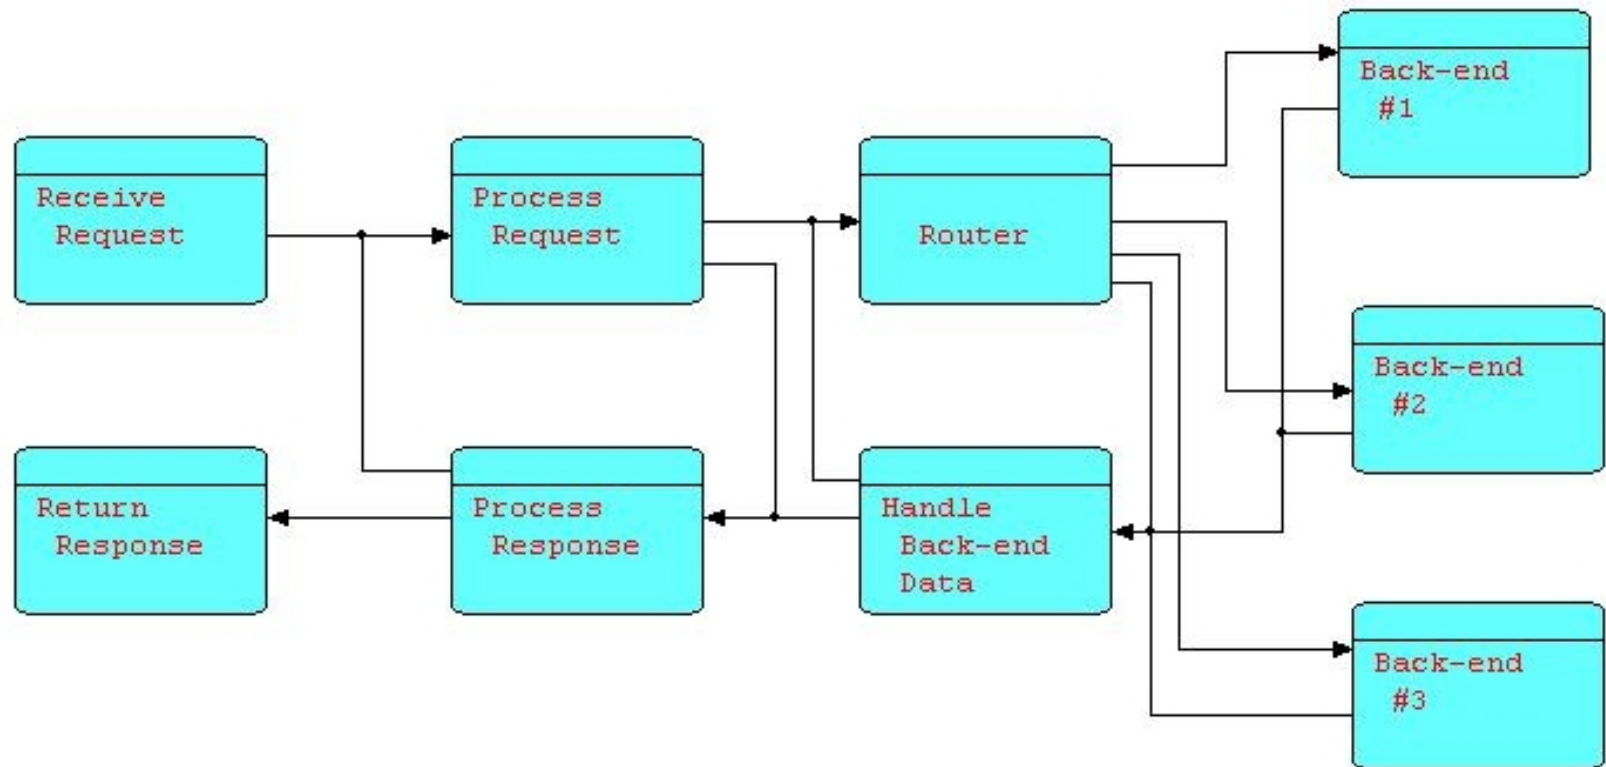 Back-end
#1
Receive
Request
Process
Request
Router
Back-end
#2
Return
Response
Process
Response
Handle
Back-end
Data
Back-end
#3